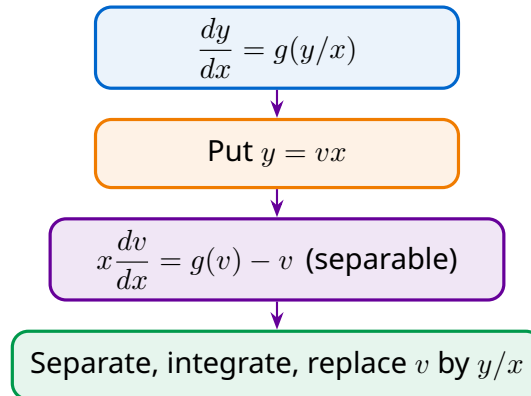 dy/dx = g(y/x)
Put y = vx
x dv/dx = g(v) − v (separable)
Separate, integrate, replace v by y/x